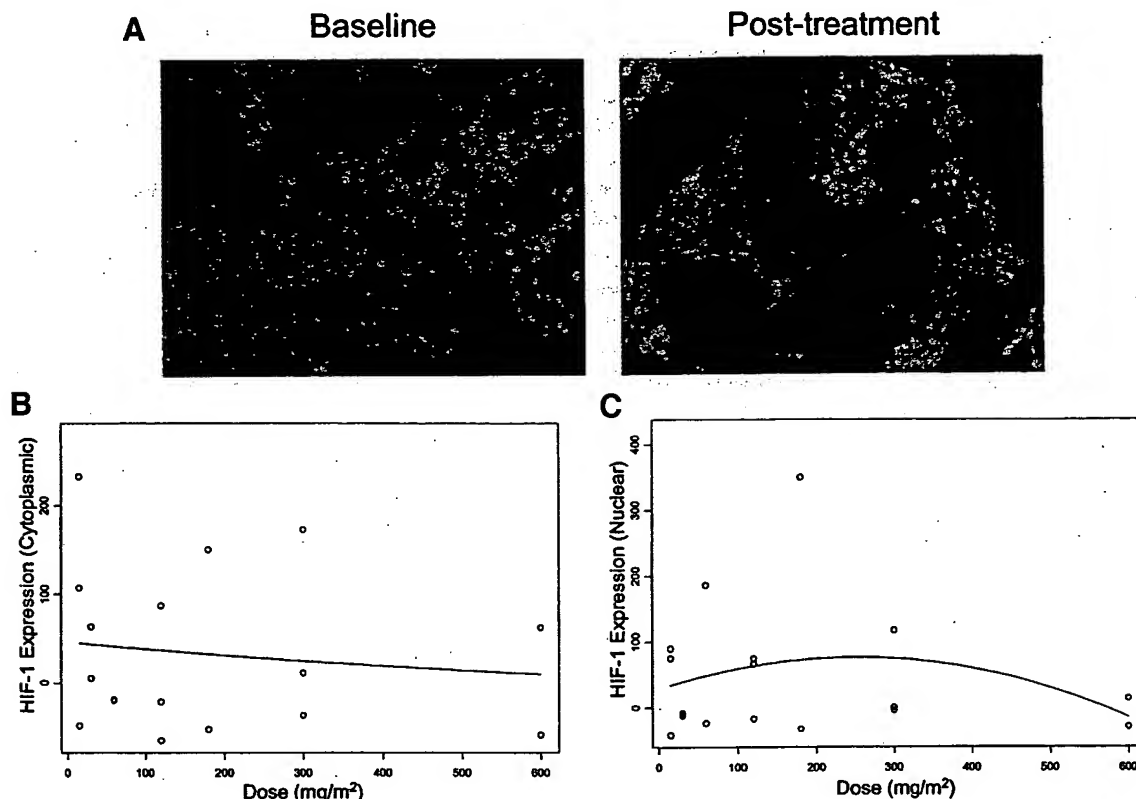 A
Baseline
Post-treatment
B
HIF-1 Expression (Cytoplasmic)
200
100
0
0 100 200 300 400 500 600
Dose (mg/m²)
C
HIF-1 Expression (Nuclear)
400
300
200
100
0
0 100 200 300 400 500 600
Dose (mg/m²)